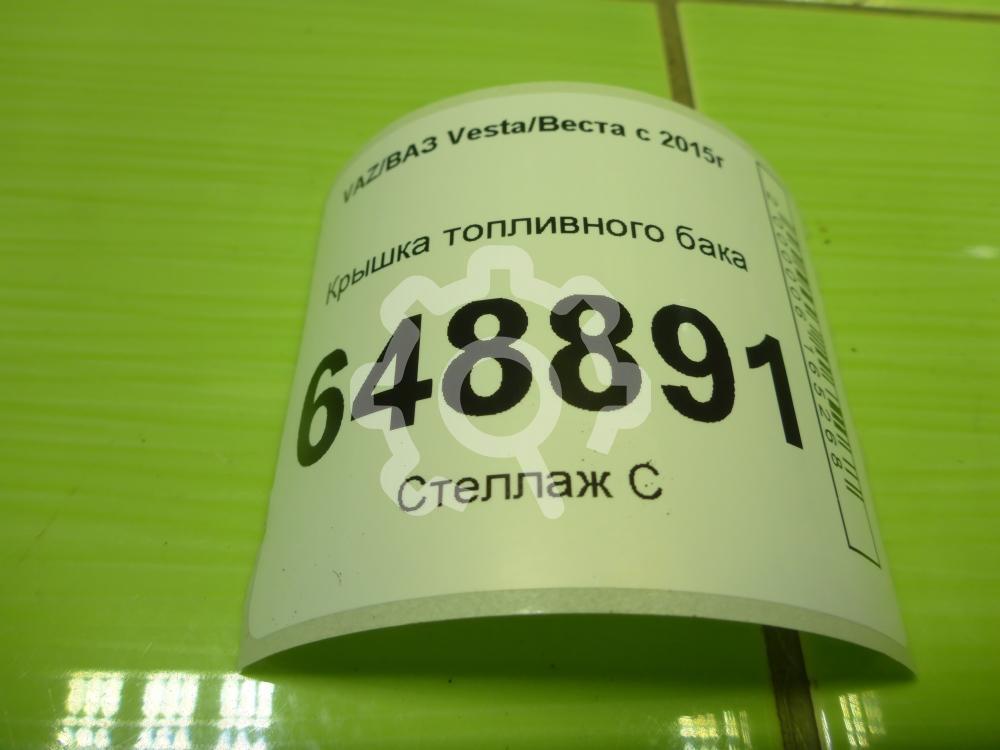 VAZ/ВАЗ Vesta/Веста с 2015г
Крышка топливного бака
648891
Стеллаж С